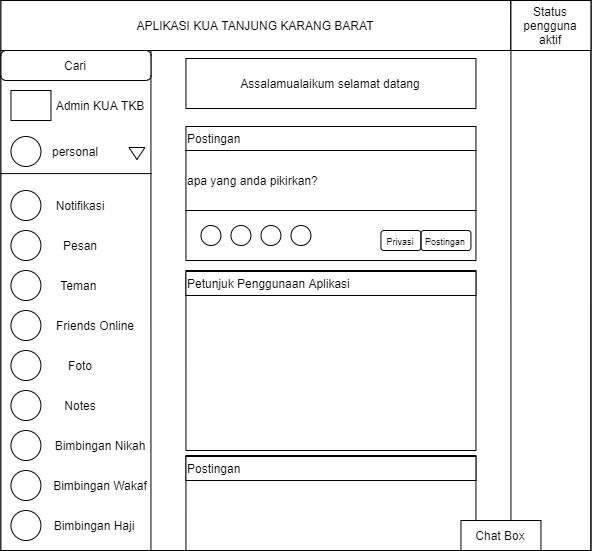 APLIKASI KUA TANJUNG KARANG BARAT
Status
pengguna
aktif
Cari
Admin KUA TKB
personal
Notifikasi
Pesan
Teman
Friends Online
Foto
Notes
Bimbingan Nikah
Bimbingan Wakaf
Bimbingan Haji
Assalamualaikum selamat datang
Postingan
apa yang anda pikirkan?
Privasi
Postingan
Petunjuk Penggunaan Aplikasi
Postingan
Chat Box